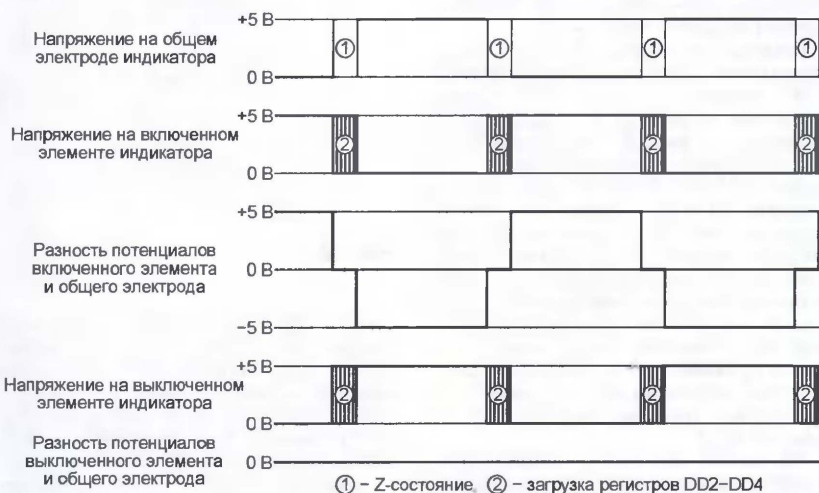 +5 В
Напряжение на общем
электроде индикатора
① ① ① ①
0 В
+5 В
Напряжение на включенном
элементе индикатора
② ② ② ②
0 В
+5 В
Разность потенциалов
включенного элемента
и общего электрода
0 В
−5 В
+5 В
Напряжение на выключенном
элементе индикатора
② ② ② ②
0 В
Разность потенциалов
выключенного элемента
и общего электрода
0 В
① – Z-состояние, ② – загрузка регистров DD2–DD4